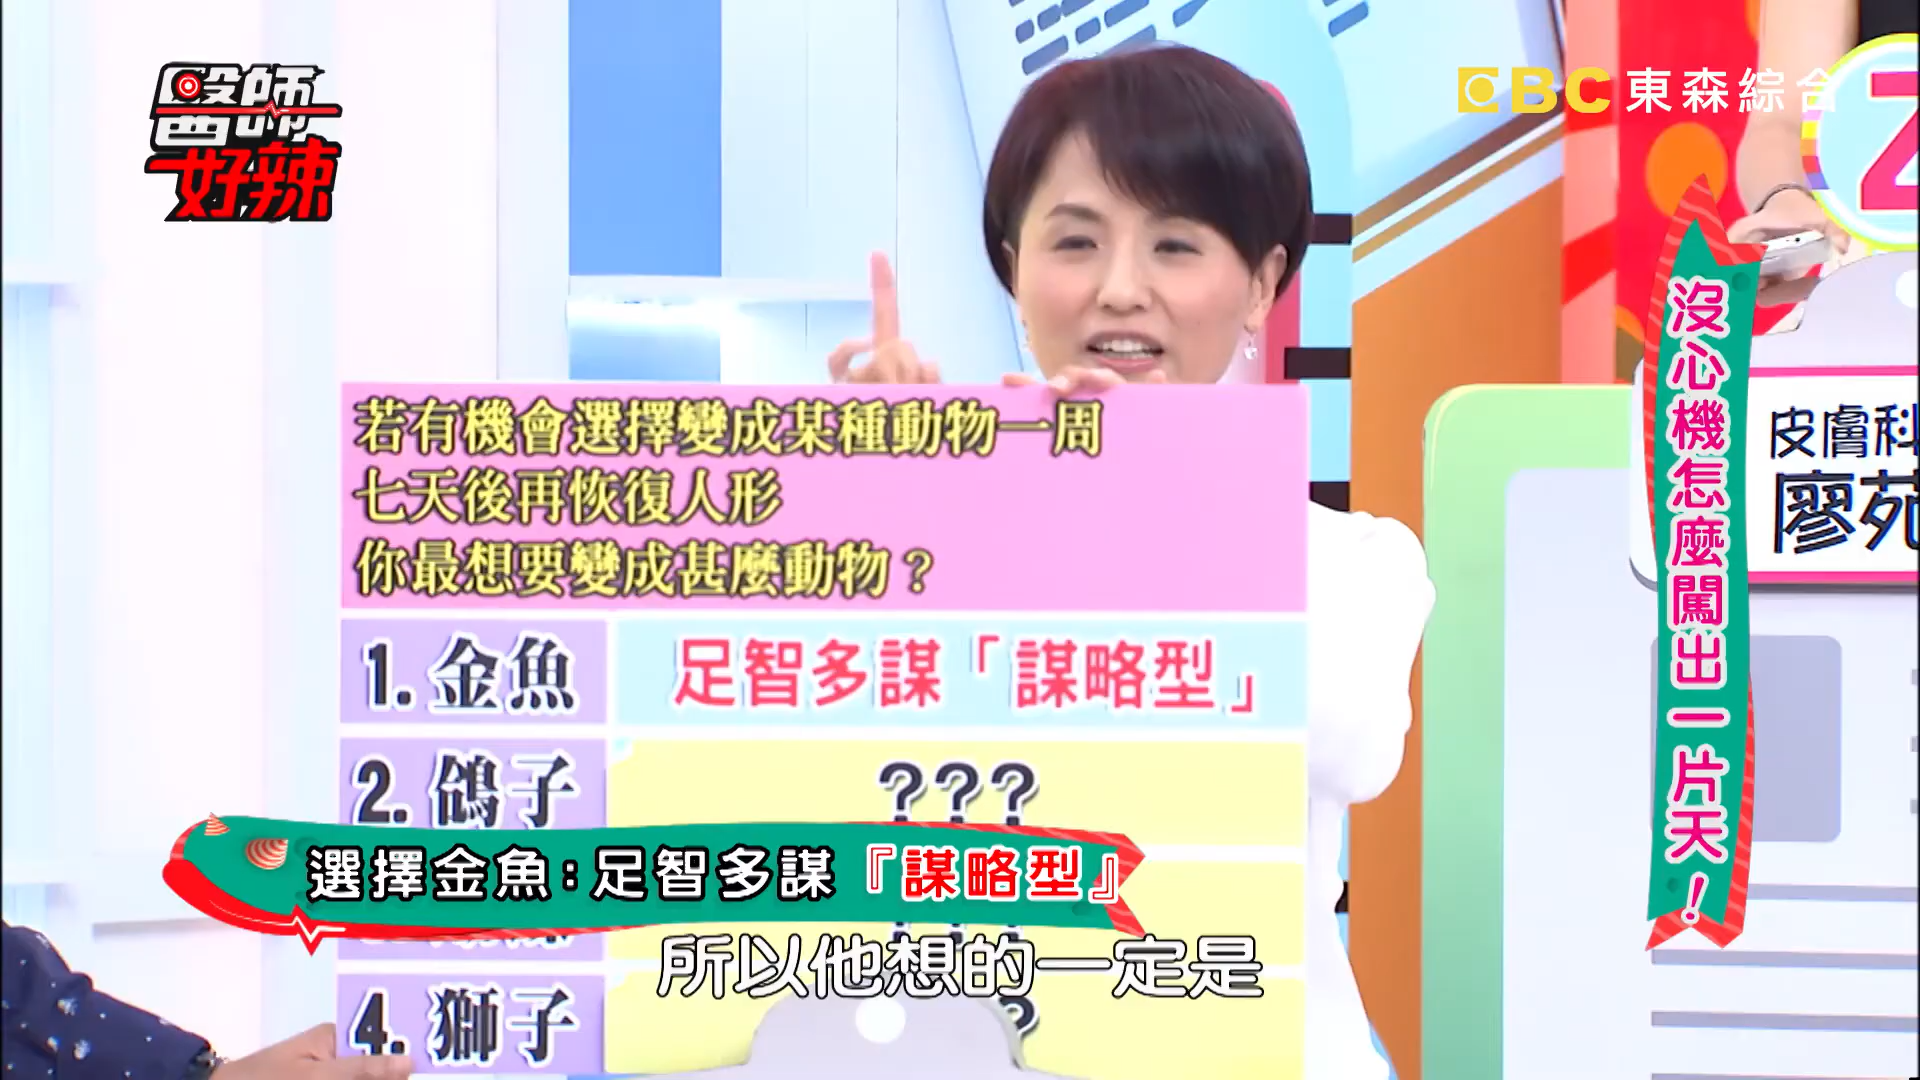 醫師
好辣
EBC 東森綜合
若有機會選擇變成某種動物一周
七天後再恢復人形
你最想要變成甚麼動物？
1. 金魚
足智多謀「謀略型」
2. 鴿子
???
4. 獅子
選擇金魚:足智多謀『謀略型』
所以他想的一定是
沒心機怎麼闖出一片天!
皮膚科
廖苑